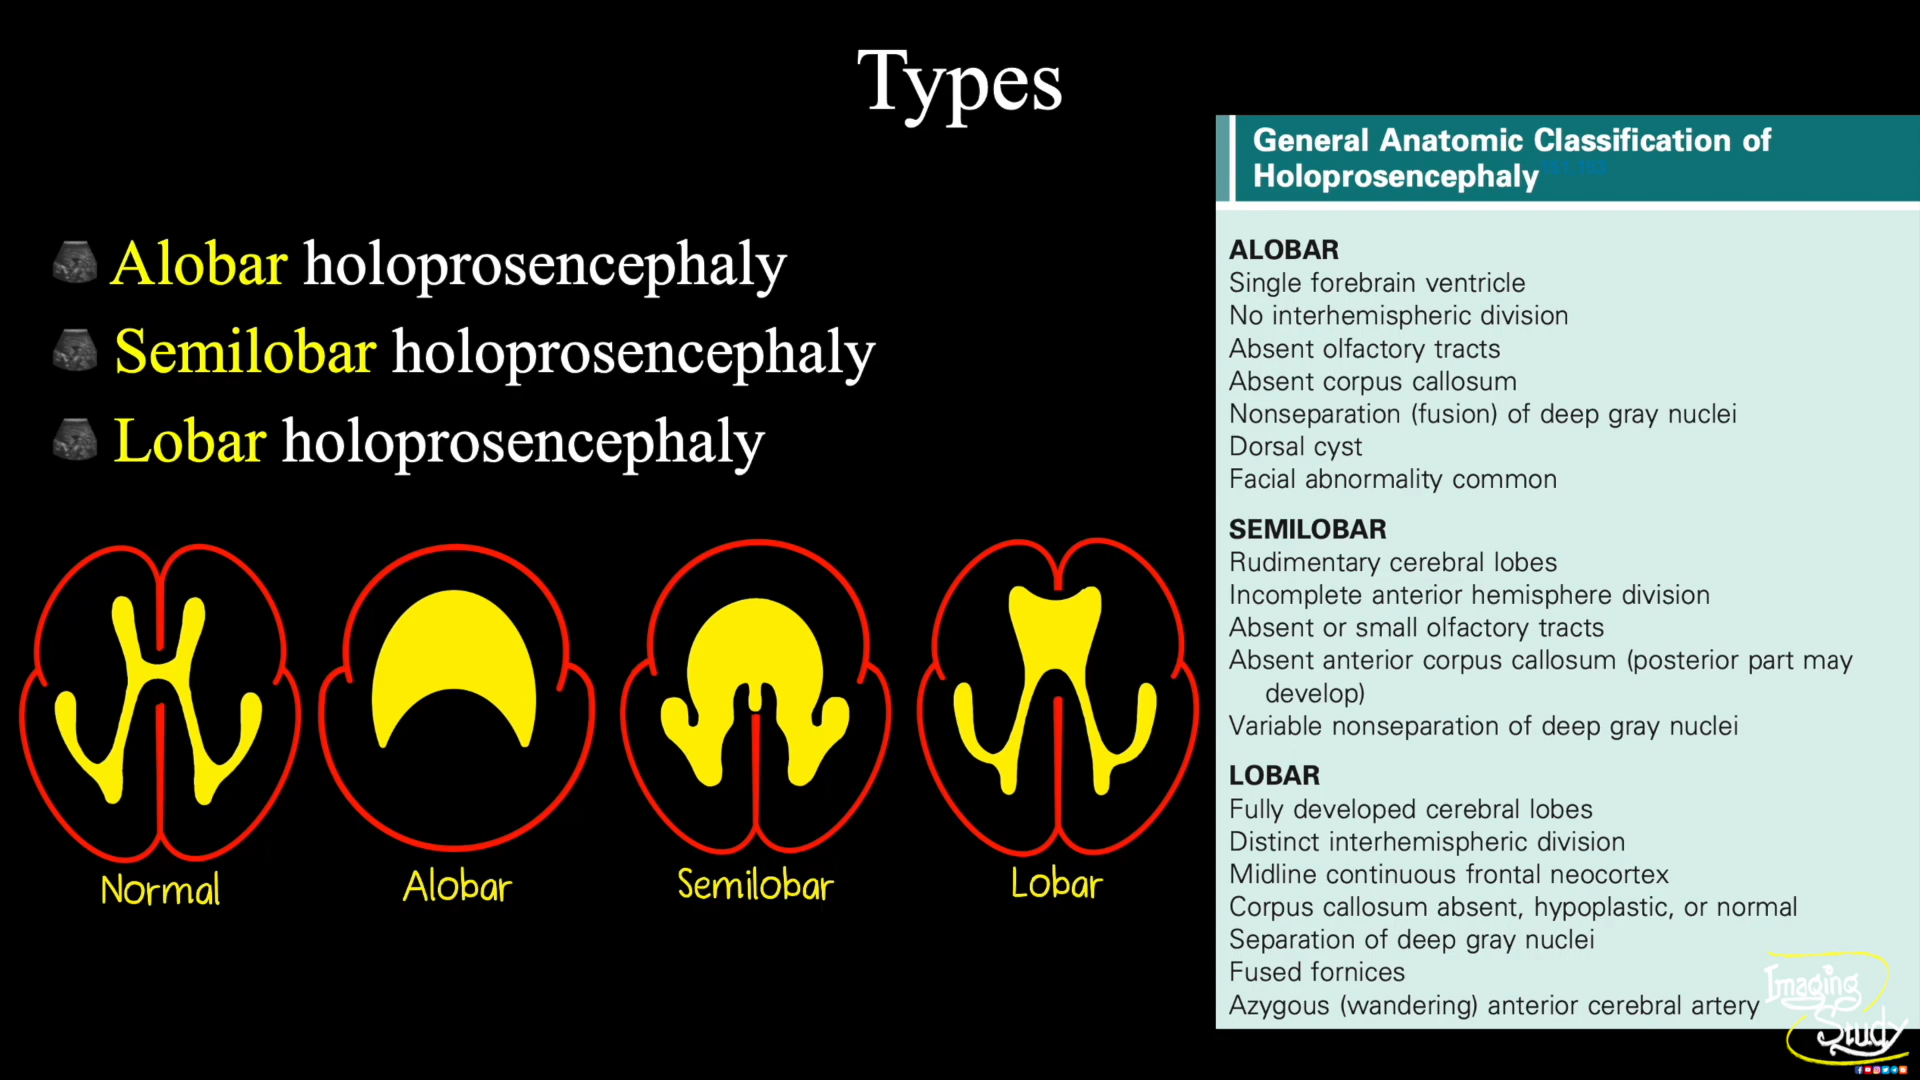 Types
Alobar holoprosencephaly
Semilobar holoprosencephaly
Lobar holoprosencephaly
Normal
Alobar
Semilobar
Lobar
General Anatomic Classification of
Holoprosencephaly
ALOBAR
Single forebrain ventricle
No interhemispheric division
Absent olfactory tracts
Absent corpus callosum
Nonseparation (fusion) of deep gray nuclei
Dorsal cyst
Facial abnormality common
SEMILOBAR
Rudimentary cerebral lobes
Incomplete anterior hemisphere division
Absent or small olfactory tracts
Absent anterior corpus callosum (posterior part may
develop)
Variable nonseparation of deep gray nuclei
LOBAR
Fully developed cerebral lobes
Distinct interhemispheric division
Midline continuous frontal neocortex
Corpus callosum absent, hypoplastic, or normal
Separation of deep gray nuclei
Fused fornices
Azygous (wandering) anterior cerebral artery
Imaging
Study